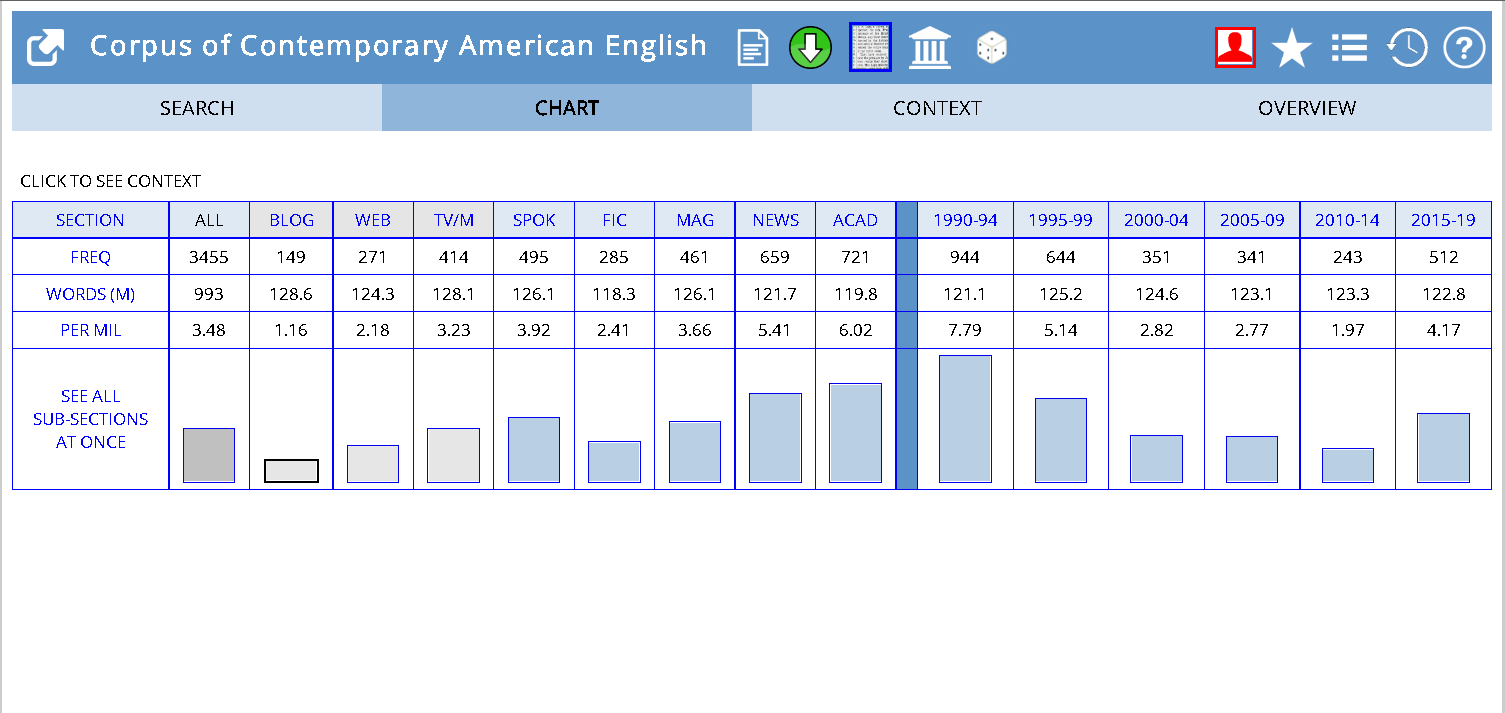 Corpus of Contemporary American English
SEARCH CHART CONTEXT OVERVIEW
CLICK TO SEE CONTEXT
SECTION ALL BLOG WEB TV/M SPOK FIC MAG NEWS ACAD 1990-94 1995-99 2000-04 2005-09 2010-14 2015-19
FREQ 3455 149 271 414 495 285 461 659 721 944 644 351 341 243 512
WORDS (M) 993 128.6 124.3 128.1 126.1 118.3 126.1 121.7 119.8 121.1 125.2 124.6 123.1 123.3 122.8
PER MIL 3.48 1.16 2.18 3.23 3.92 2.41 3.66 5.41 6.02 7.79 5.14 2.82 2.77 1.97 4.17
SEE ALL
SUB-SECTIONS
AT ONCE